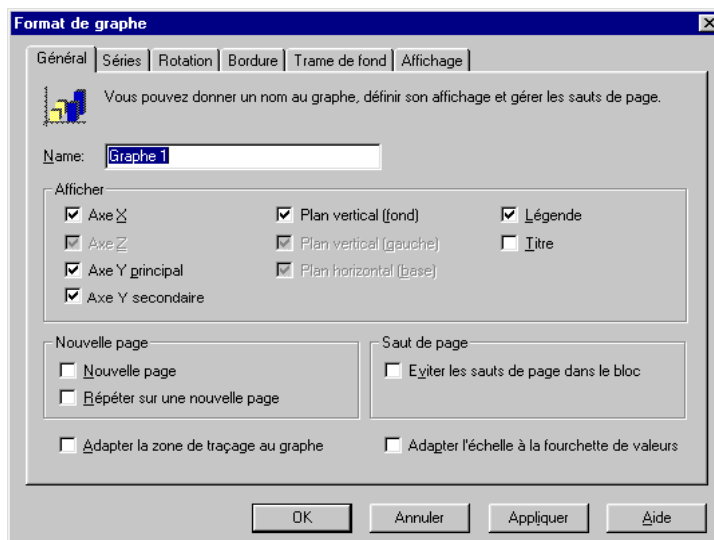 Format de graphe
Général Séries Rotation Bordure Trame de fond Affichage
Vous pouvez donner un nom au graphe, définir son affichage et gérer les sauts de page.
Name: Graphe 1
Afficher
Axe X Plan vertical (fond) Légende
Axe Z Plan vertical (gauche) Titre
Axe Y principal Plan horizontal (base)
Axe Y secondaire
Nouvelle page Saut de page
Nouvelle page Eviter les sauts de page dans le bloc
Répéter sur une nouvelle page
Adapter la zone de traçage au graphe Adapter l'échelle à la fourchette de valeurs
OK Annuler Appliquer Aide